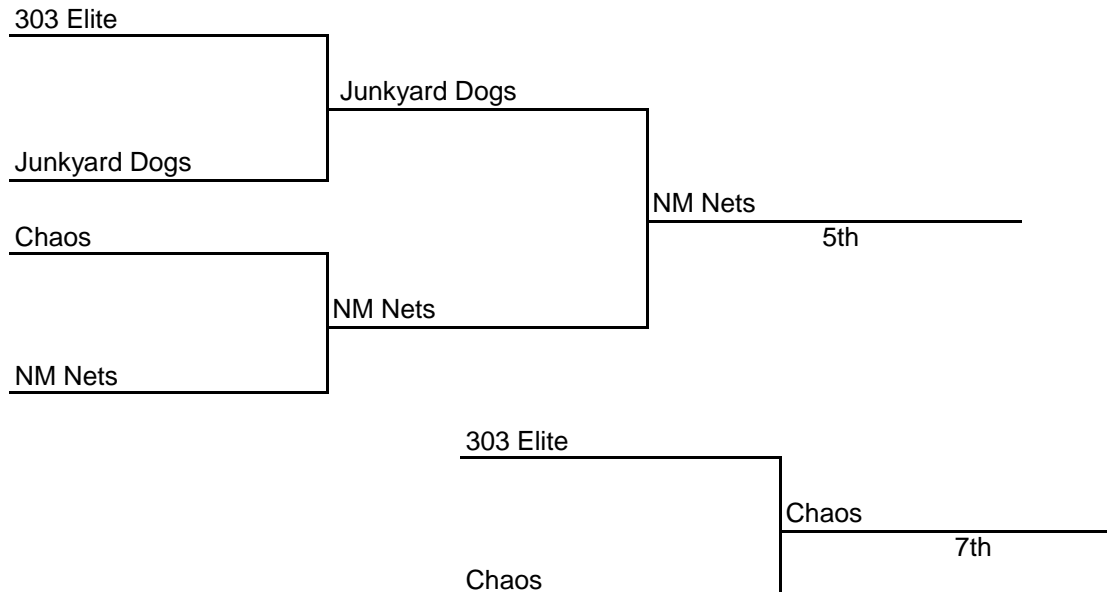 303 Elite
Junkyard Dogs
Junkyard Dogs
NM Nets
5th
Chaos
NM Nets
NM Nets
303 Elite
Chaos
7th
Chaos